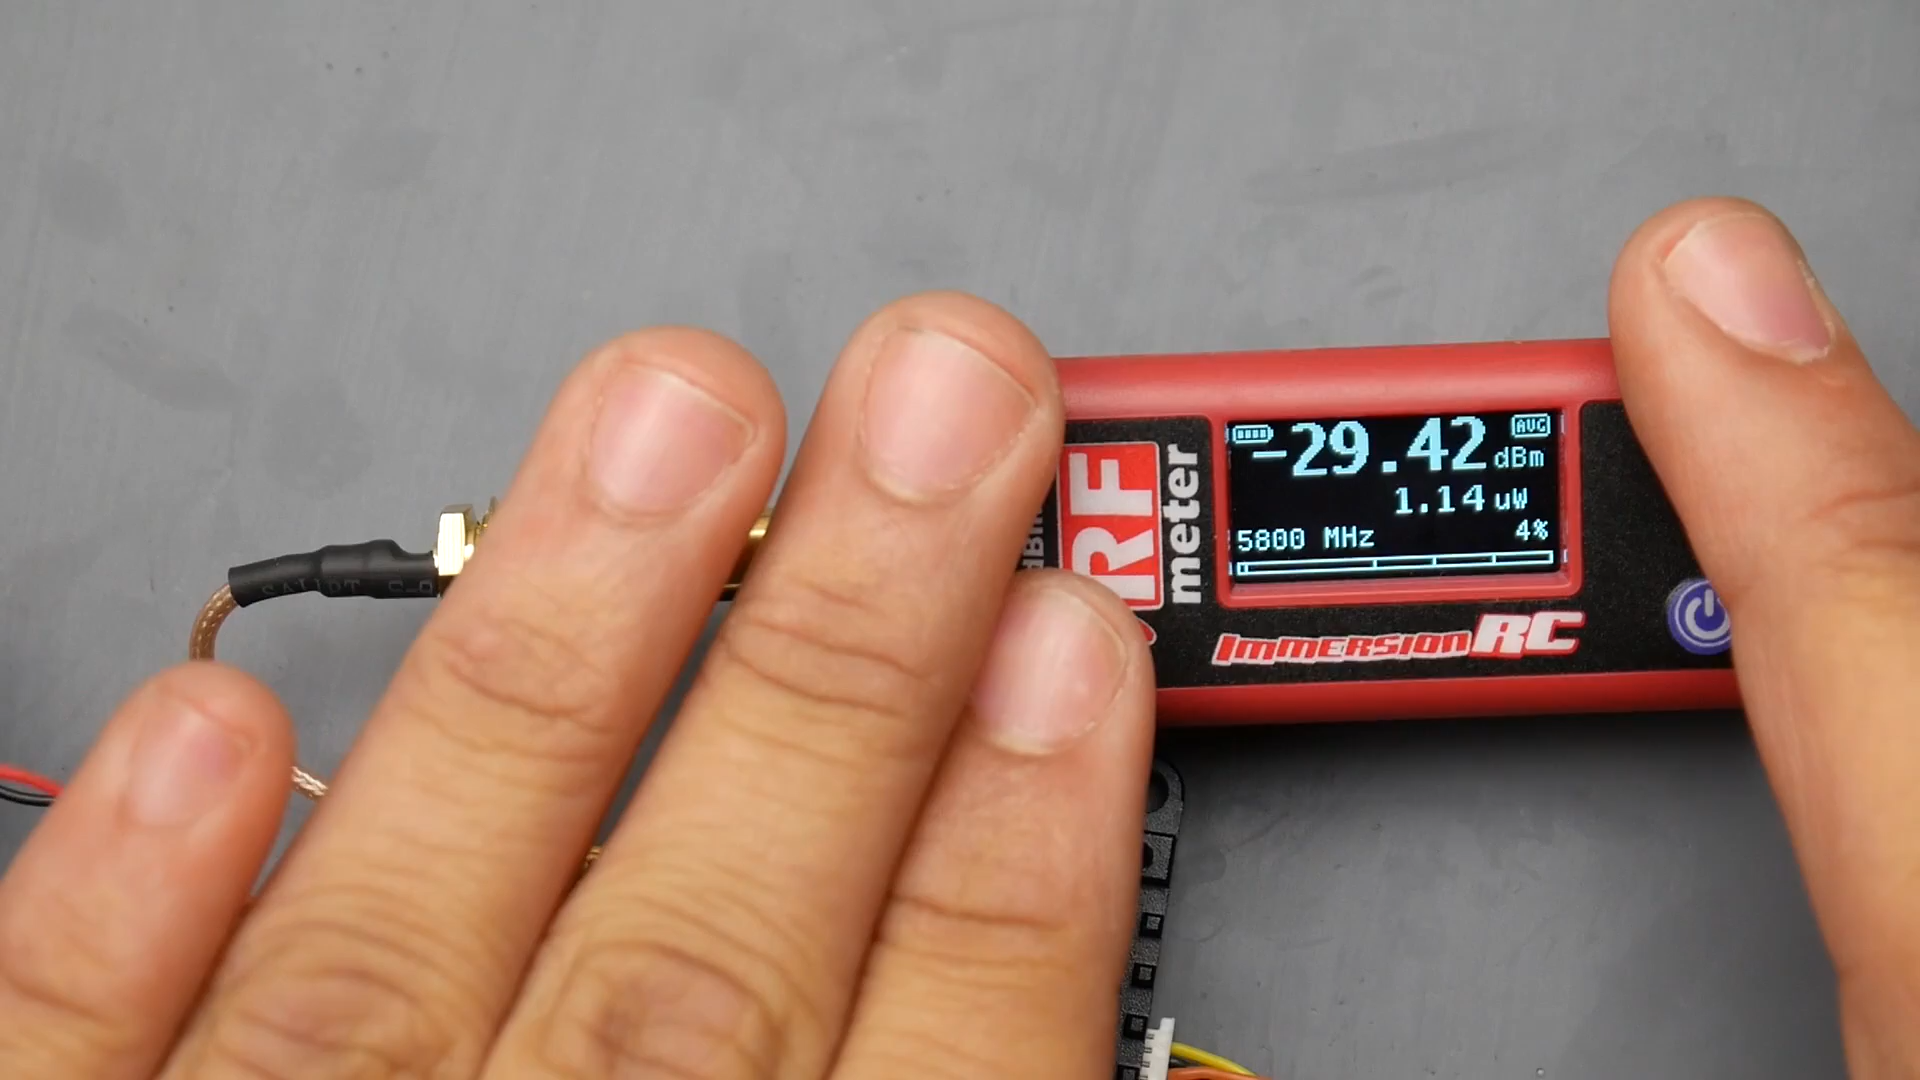 AVG
-29.42 dBm
1.14 uW
5800 MHz 4%
RF
meter
ImmersionRC